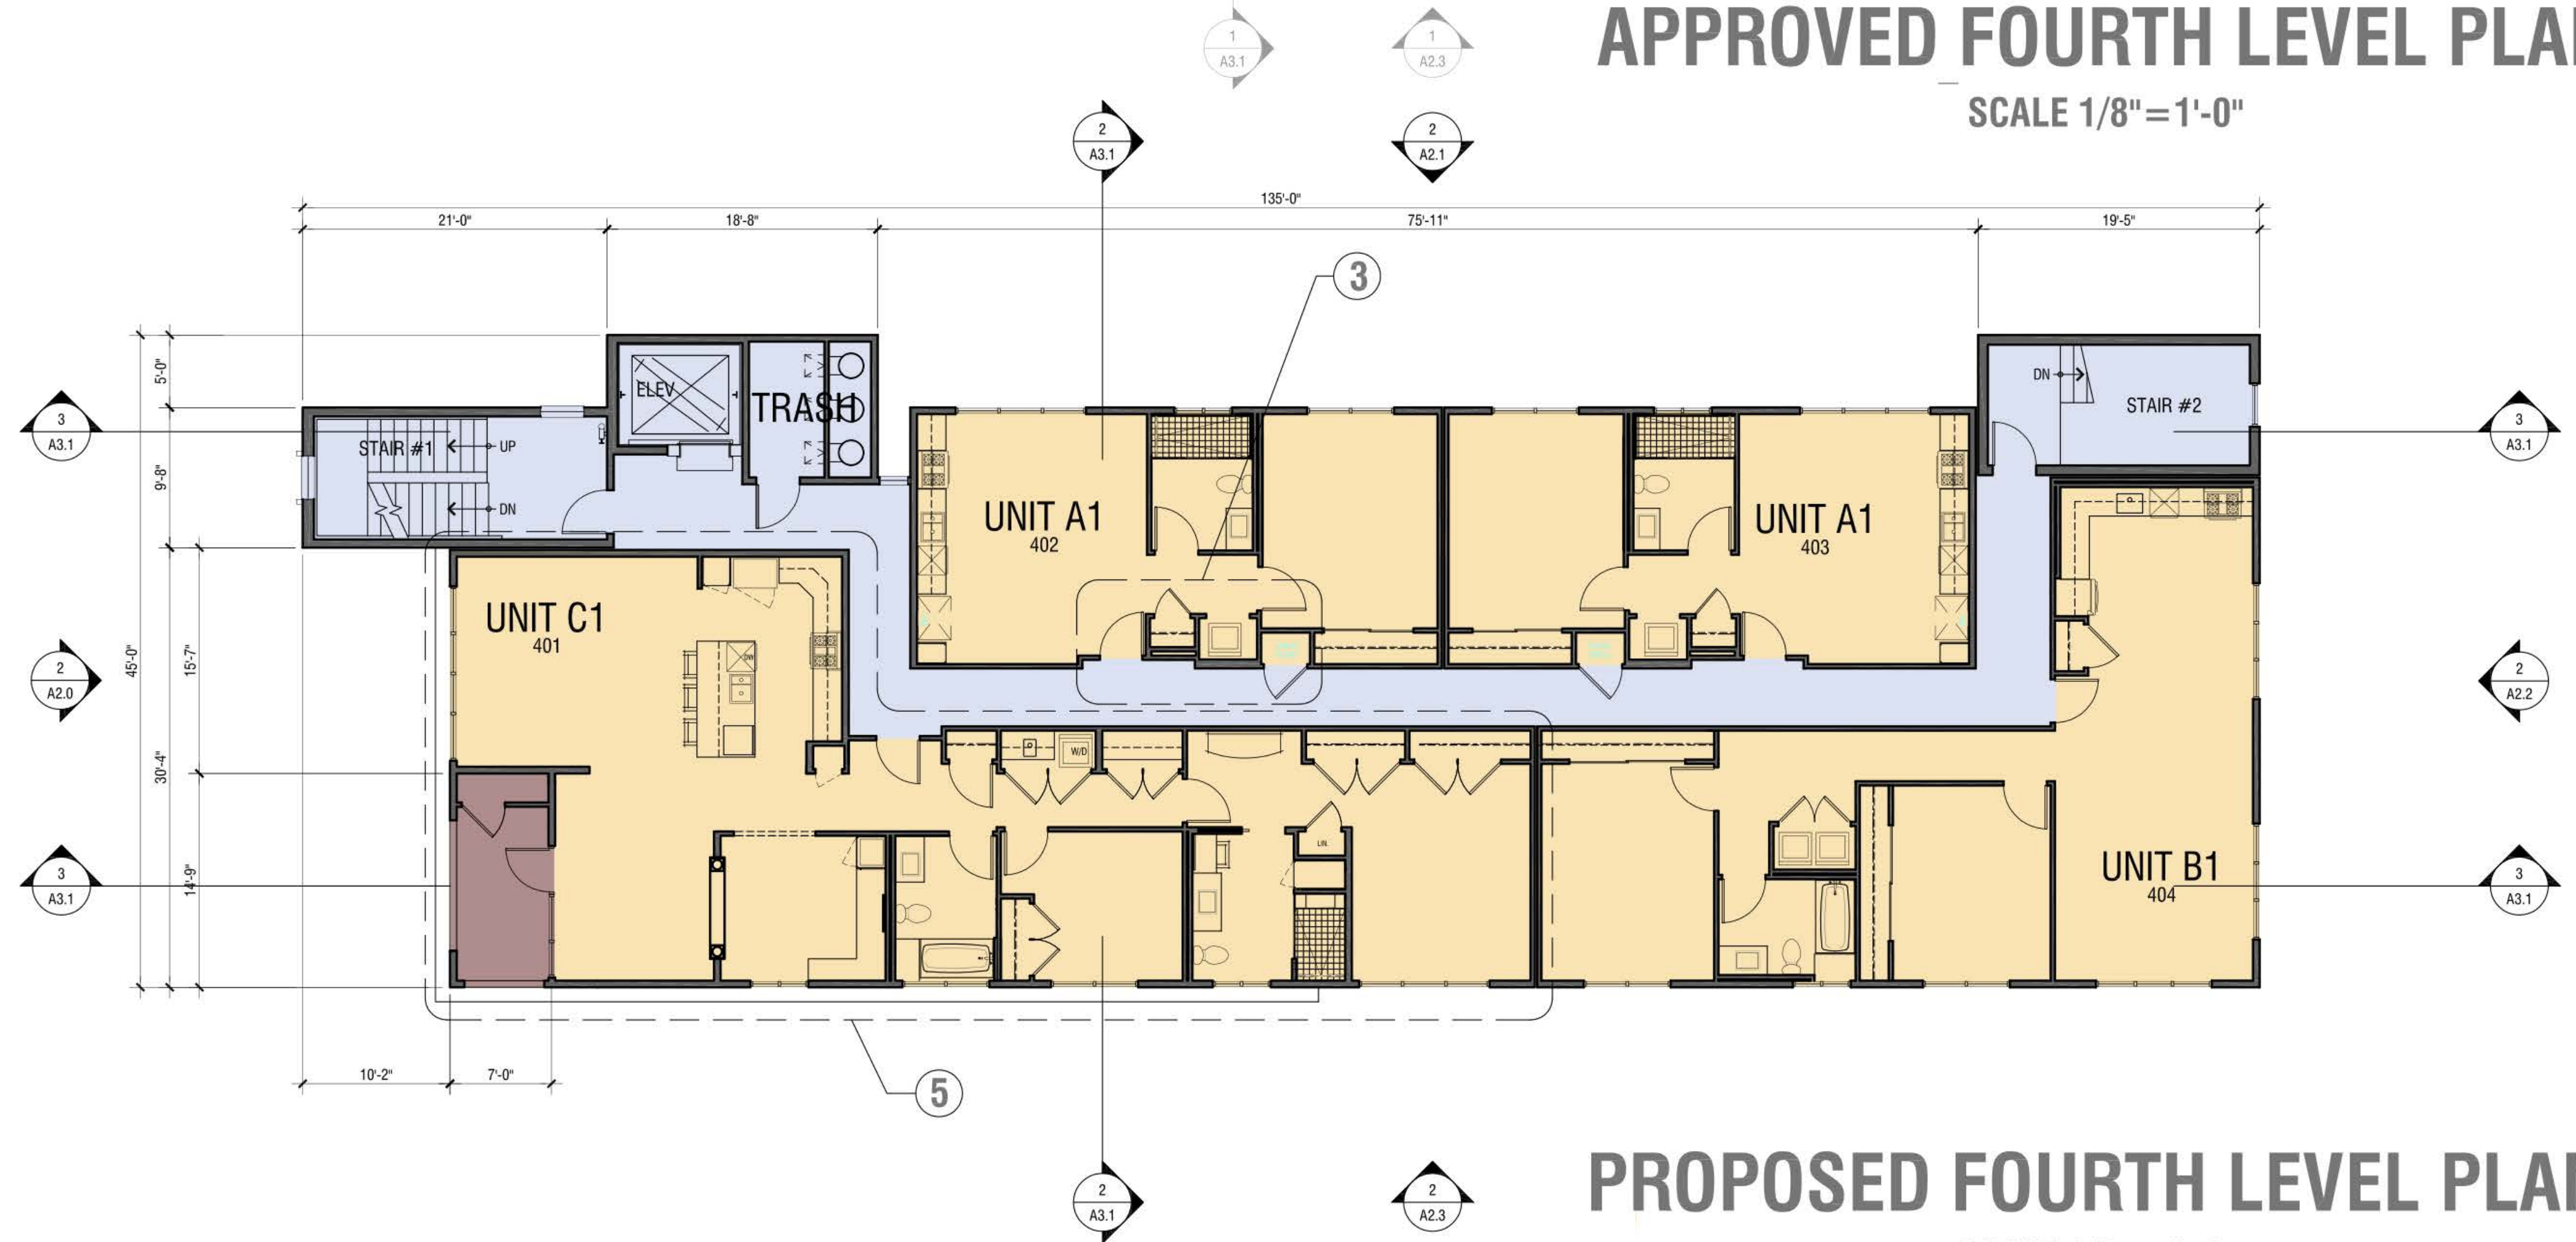 APPROVED FOURTH LEVEL PLA
SCALE 1/8"=1'-0"
1
A3.1
1
A2.3
2
A3.1
2
A2.1
135'-0"
21'-0"
18'-8"
75'-11"
19'-5"
3
5'-0"
9'-8"
45'-0"
15'-7"
30'-4"
14'-9"
3
A3.1
3
A3.1
ELEV
TRASH
STAIR #1
UP
DN
DN
STAIR #2
UNIT A1
402
UNIT A1
403
UNIT C1
401
DW
2
A2.0
2
A2.2
W/D
LIN.
UNIT B1
404
3
A3.1
3
A3.1
10'-2"
7'-0"
5
2
A3.1
2
A2.3
PROPOSED FOURTH LEVEL PLA